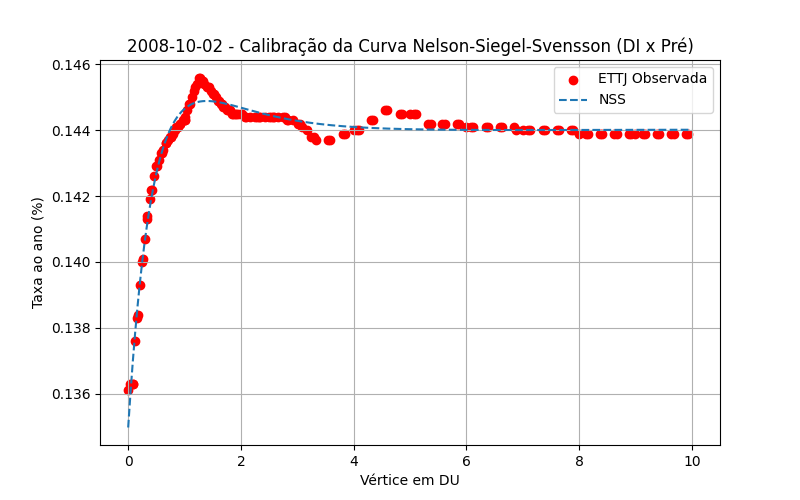 2008-10-02 - Calibração da Curva Nelson-Siegel-Svensson (DI x Pré)
0.146
0.144
0.142
0.140
0.138
0.136
Taxa ao ano (%)
ETTJ Observada
NSS
0
2
4
6
8
10
Vértice em DU